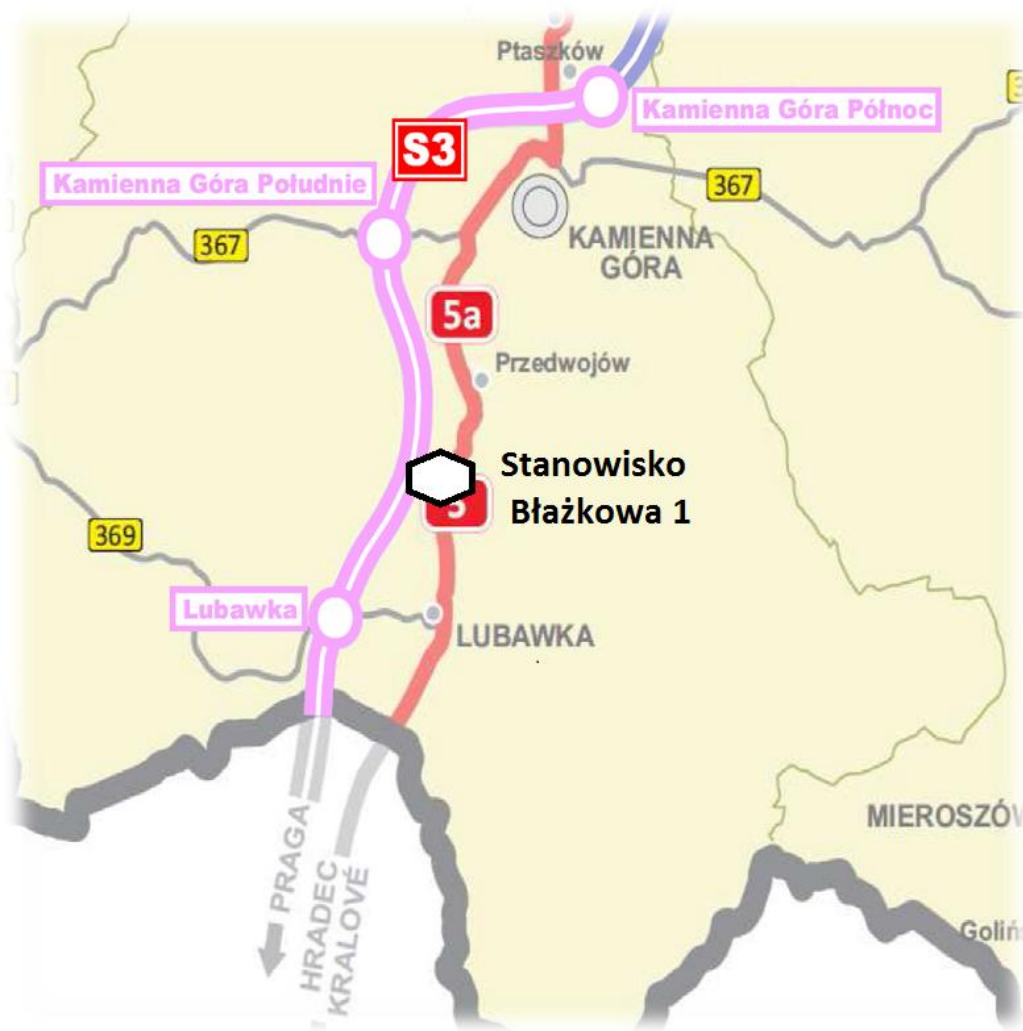 Ptaszków
Kamienna Góra Północ
S3
Kamienna Góra Południe
367
367
KAMIENNA
GÓRA
5a
Przedwojów
Stanowisko
Błażkowa 1
369
Lubawka
LUBAWKA
PRAGA
HRADEC
KRALOVÉ
MIEROSZÓW